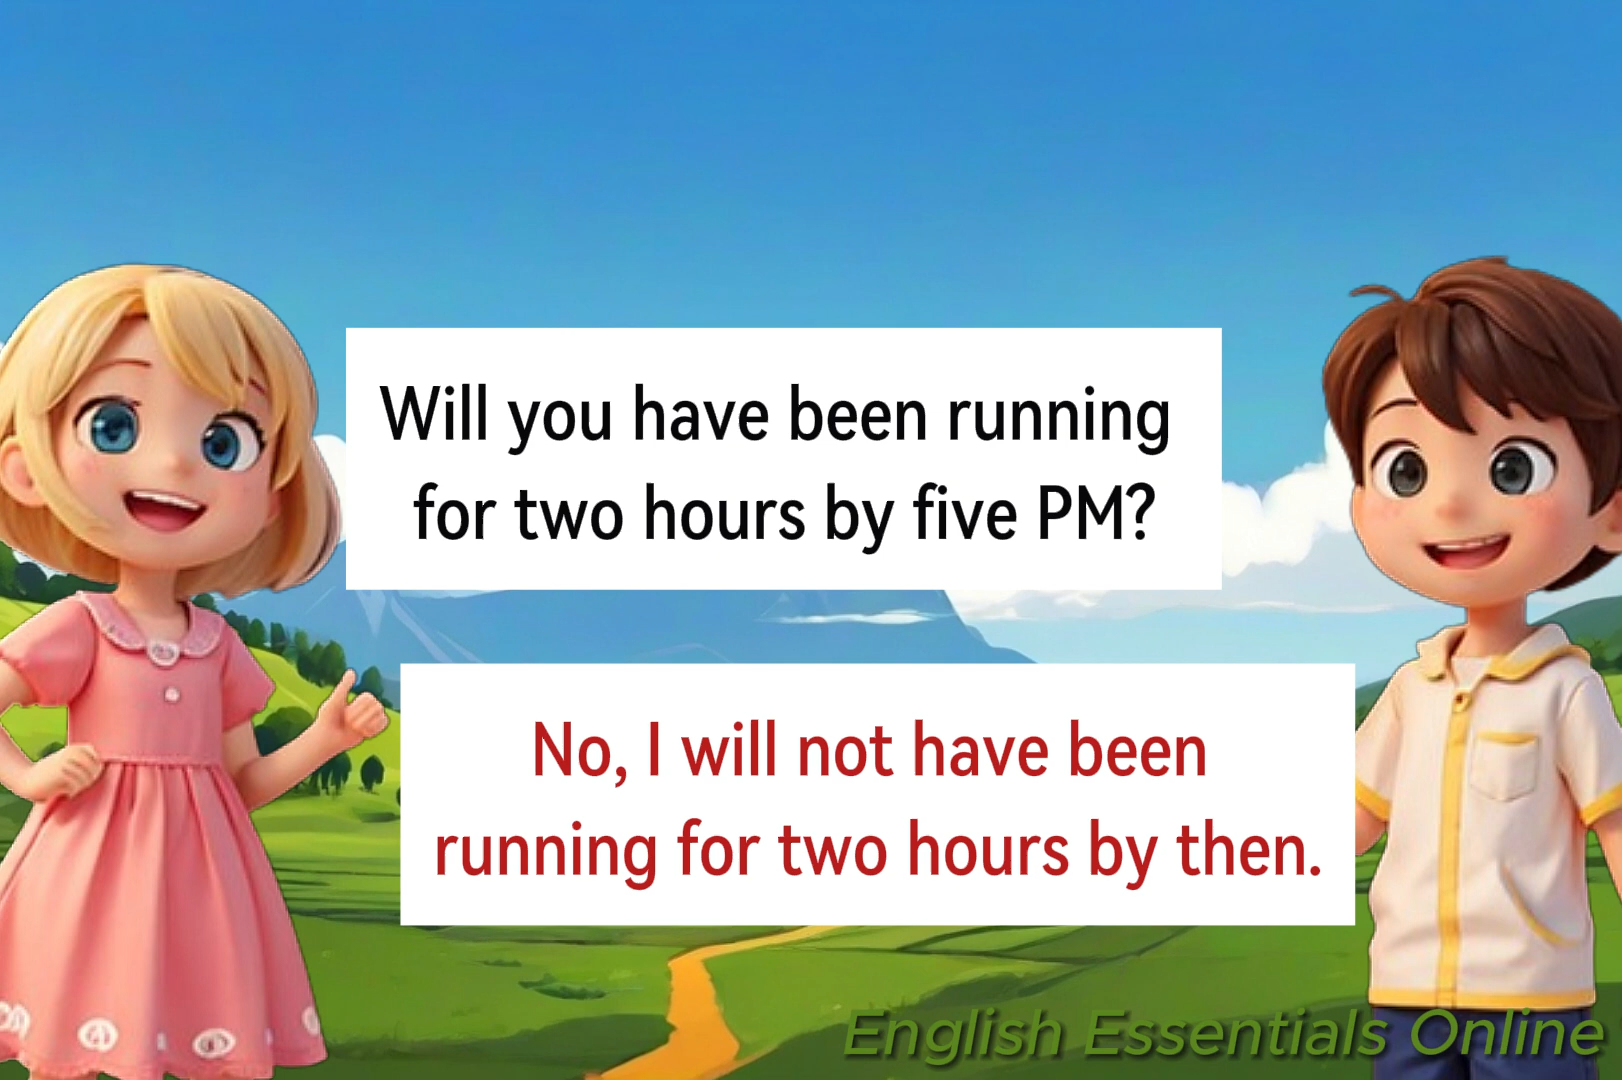 Will you have been running
for two hours by five PM?
No, I will not have been
running for two hours by then.
English Essentials Online